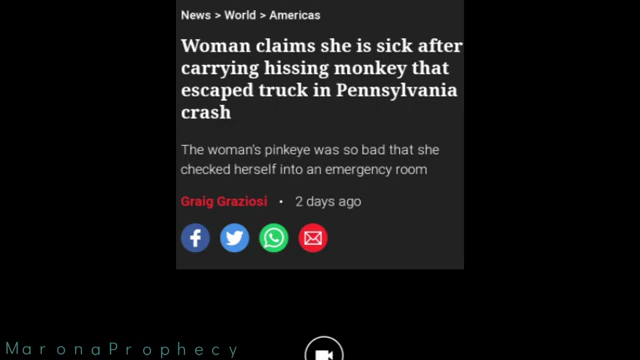 News > World > Americas
Woman claims she is sick after
carrying hissing monkey that
escaped truck in Pennsylvania
crash
The woman's pinkeye was so bad that she
checked herself into an emergency room
Graig Graziosi • 2 days ago
MaronaProphecy